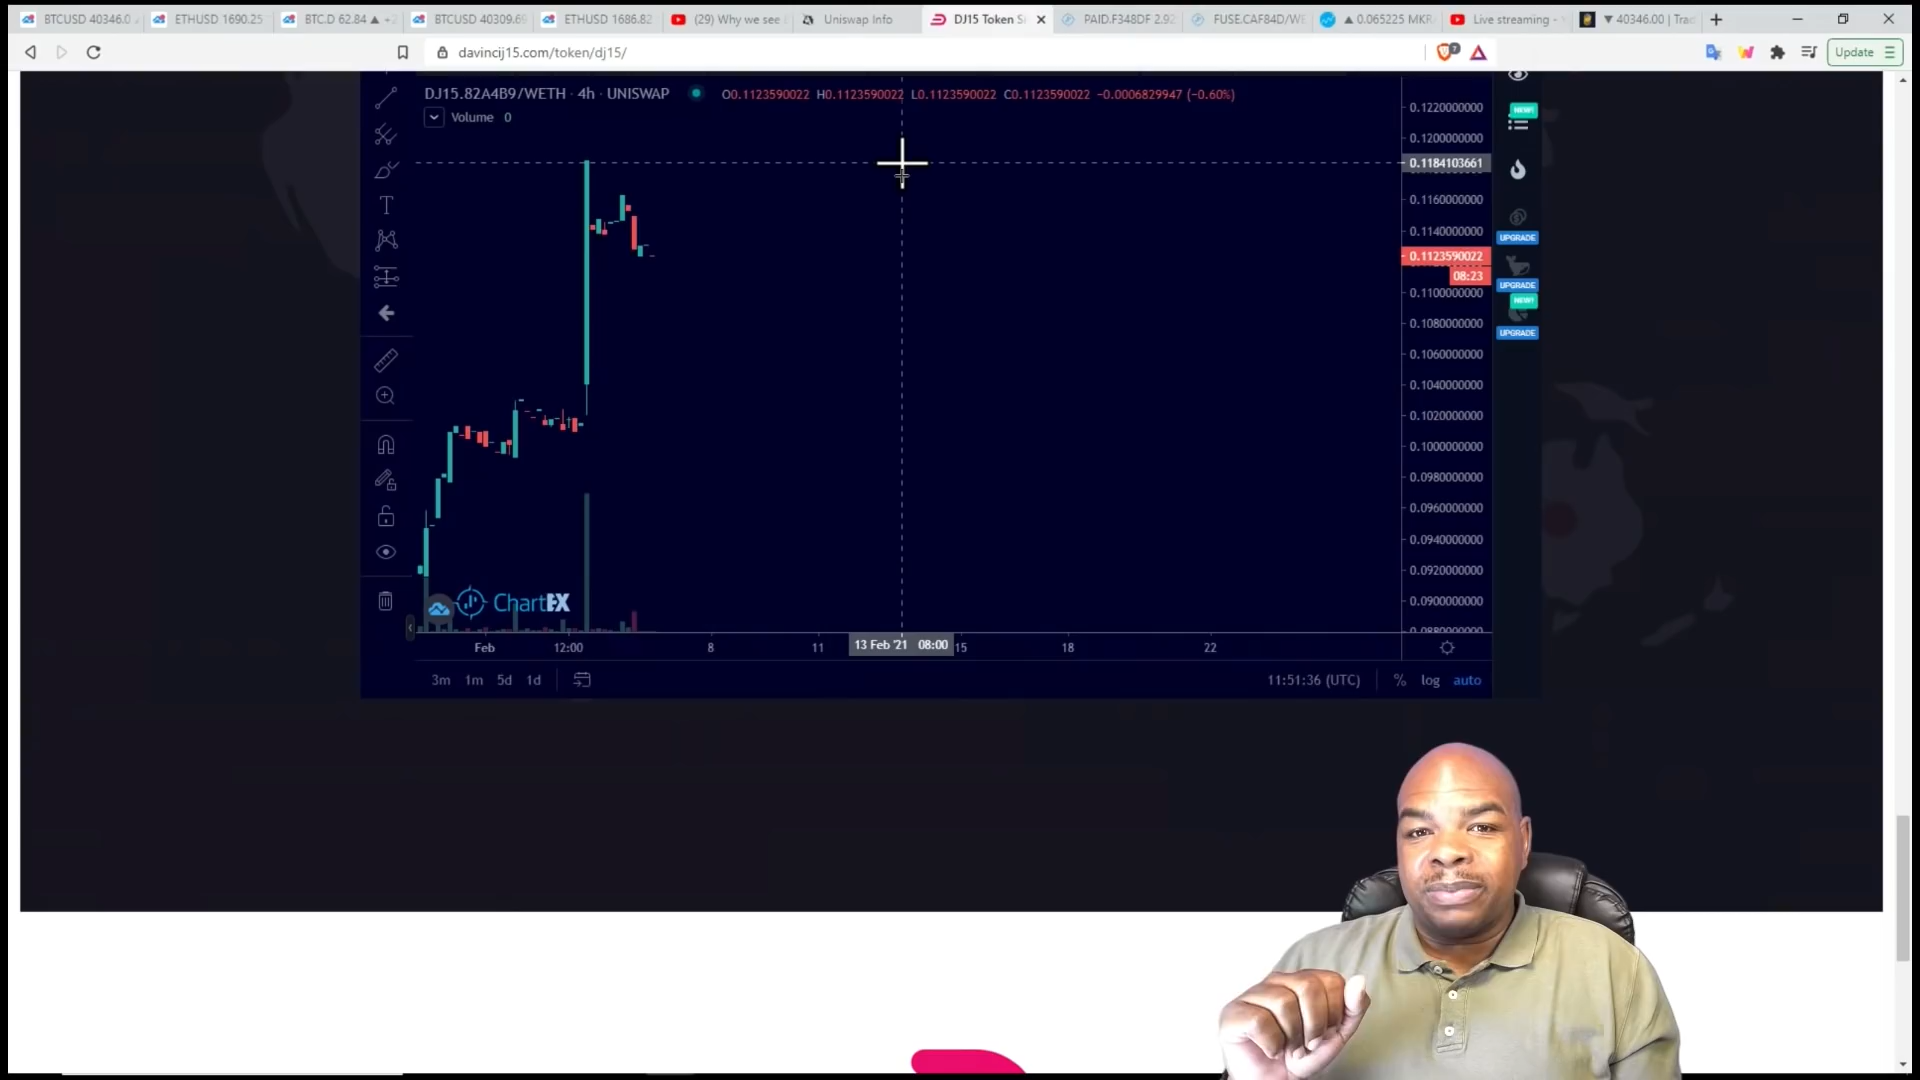 BTCUSD 40346.0
ETHUSD 1690.25
BTC.D 62.84 ▲
BTCUSD 40309.69
ETHUSD 1686.82
(29) Why we see
Uniswap Info
DJ15 Token S
PAID.F348DF 2.92
FUSE.CAF84D/WE
▲ 0.065225 MKR
Live streaming -
▼ 40346.00 | Trad
davincij15.com/token/dj15/
Update
DJ15.82A4B9/WETH · 4h · UNISWAP
O0.1123590022 H0.1123590022 L0.1123590022 C0.1123590022 −0.0006829947 (−0.60%)
Volume 0
0.1220000000
0.1200000000
0.1184103661
0.1160000000
0.1140000000
0.1123590022
08:23
0.1100000000
0.1080000000
0.1060000000
0.1040000000
0.1020000000
0.1000000000
0.0980000000
0.0960000000
0.0940000000
0.0920000000
0.0900000000
0.0880000000
NEW!
UPGRADE
UPGRADE
NEW!
UPGRADE
ChartEX
Feb 12:00 8 11 13 Feb '21 08:00 15 18 22
3m 1m 5d 1d
11:51:36 (UTC) % log auto